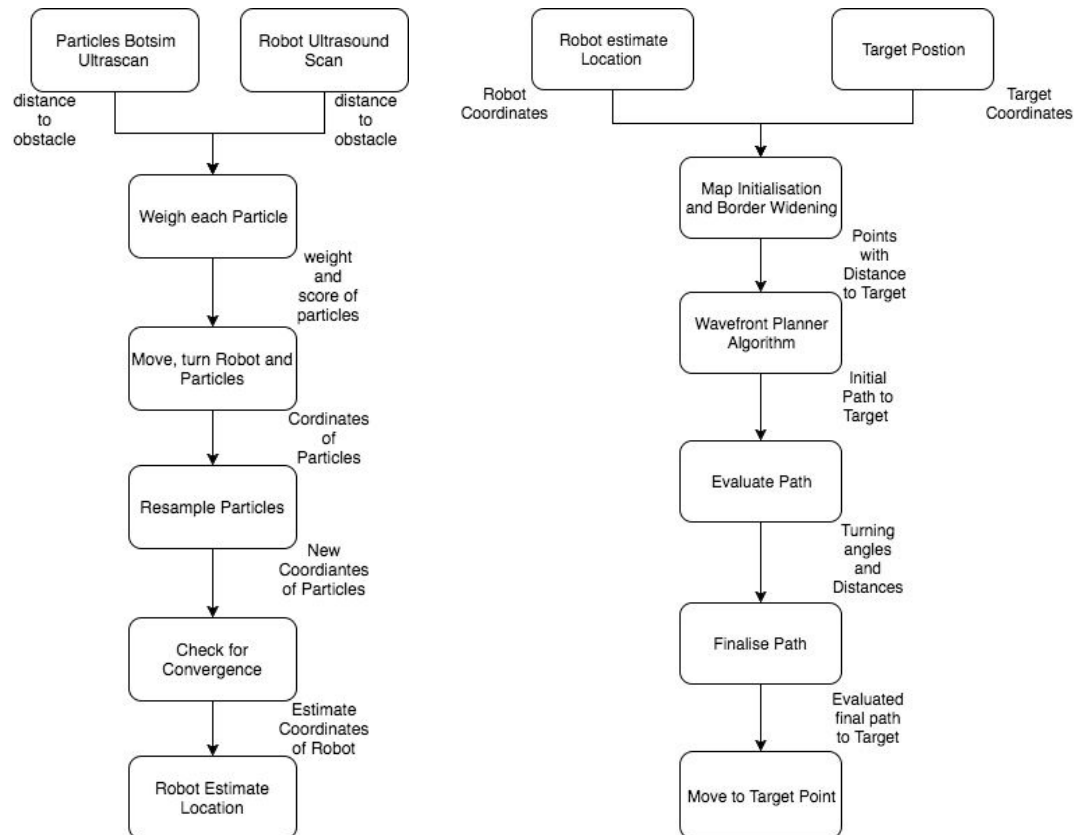 Particles Botsim
Ultrascan
Robot Ultrasound
Scan
distance
to
obstacle
distance
to
obstacle
Weigh each Particle
weight
and
score of
particles
Move, turn Robot and
Particles
Cordinates
of
Particles
Resample Particles
New
Coordiantes
of Particles
Check for
Convergence
Estimate
Coordinates
of Robot
Robot Estimate
Location
Robot estimate
Location
Target Postion
Robot
Coordinates
Target
Coordinates
Map Initialisation
and Border Widening
Points
with
Distance
to Target
Wavefront Planner
Algorithm
Initial
Path to
Target
Evaluate Path
Turning
angles
and
Distances
Finalise Path
Evaluated
final path
to Target
Move to Target Point